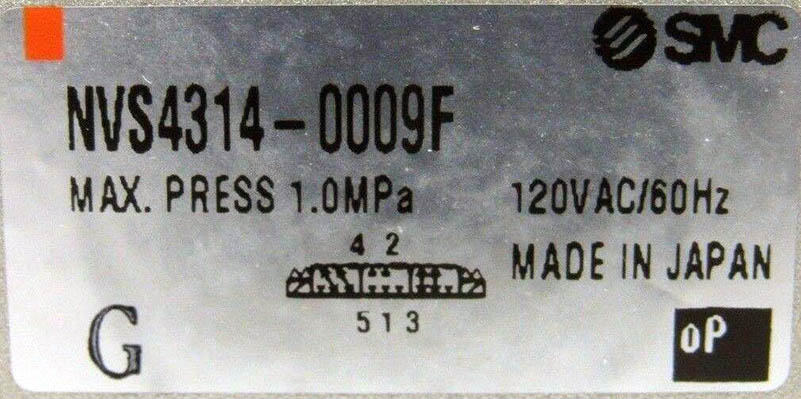 SMC
NVS4314-0009F
MAX. PRESS 1.0MPa 120VAC/60Hz
4 2
MADE IN JAPAN
5 1 3
G
OP